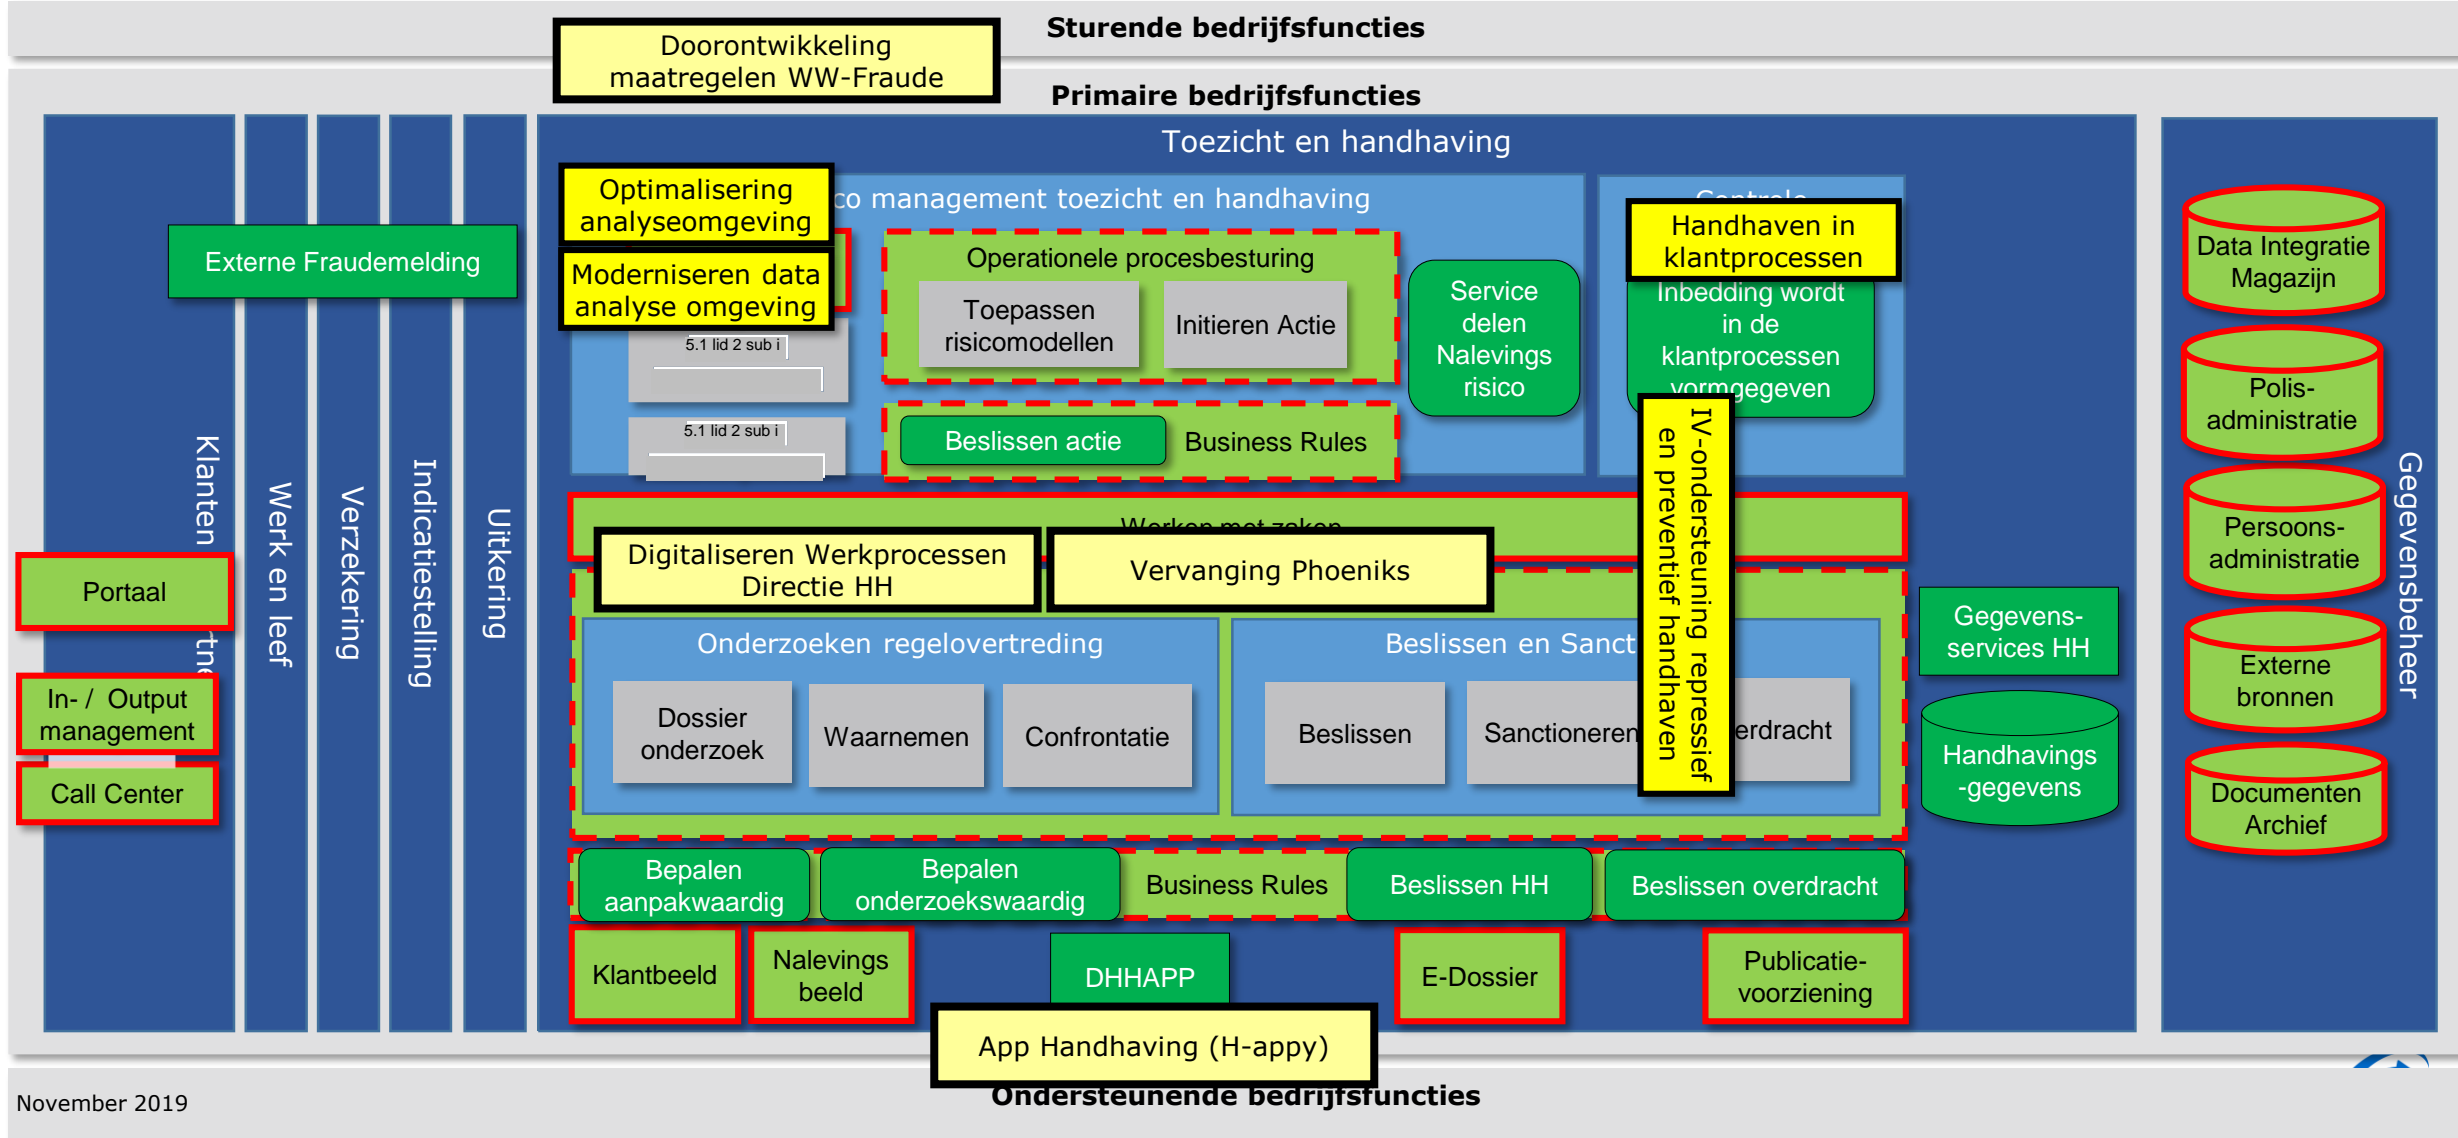 Sturende bedrijfsfuncties
Doorontwikkeling
maatregelen WW-Fraude
Primaire bedrijfsfuncties
Toezicht en handhaving
Optimalisering
analyseomgeving
co management toezicht en handhaving
Controle
Handhaven in
klantprocessen
Externe Fraudemelding
Moderniseren data
analyse omgeving
Operationele procesbesturing
Toepassen
risicomodellen
Initieren Actie
Service
delen
Nalevings
risico
Inbedding wordt
in de
klantprocessen
vormgegeven
5.1 lid 2 sub i
5.1 lid 2 sub i
Beslissen actie
Business Rules
IV-ondersteuning repressief
en preventief handhaven
Data Integratie
Magazijn
Polis-
administratie
Persoons-
administratie
Externe
bronnen
Documenten
Archief
Gegevensbeheer
Klanten
rtne
Werk en leef
Verzekering
Indicatiestelling
Uitkering
Portaal
In- / Output
management
Call Center
Werken met zaken
Digitaliseren Werkprocessen
Directie HH
Vervanging Phoeniks
Onderzoeken regelovertreding
Dossier
onderzoek
Waarnemen
Confrontatie
Beslissen en Sanct
Beslissen
Sanctioneren
erdracht
Gegevens-
services HH
Handhavings
-gegevens
Bepalen
aanpakwaardig
Bepalen
onderzoekswaardig
Business Rules
Beslissen HH
Beslissen overdracht
Klantbeeld
Nalevings
beeld
DHHAPP
E-Dossier
Publicatie-
voorziening
App Handhaving (H-appy)
Ondersteunende bedrijfsfuncties
November 2019